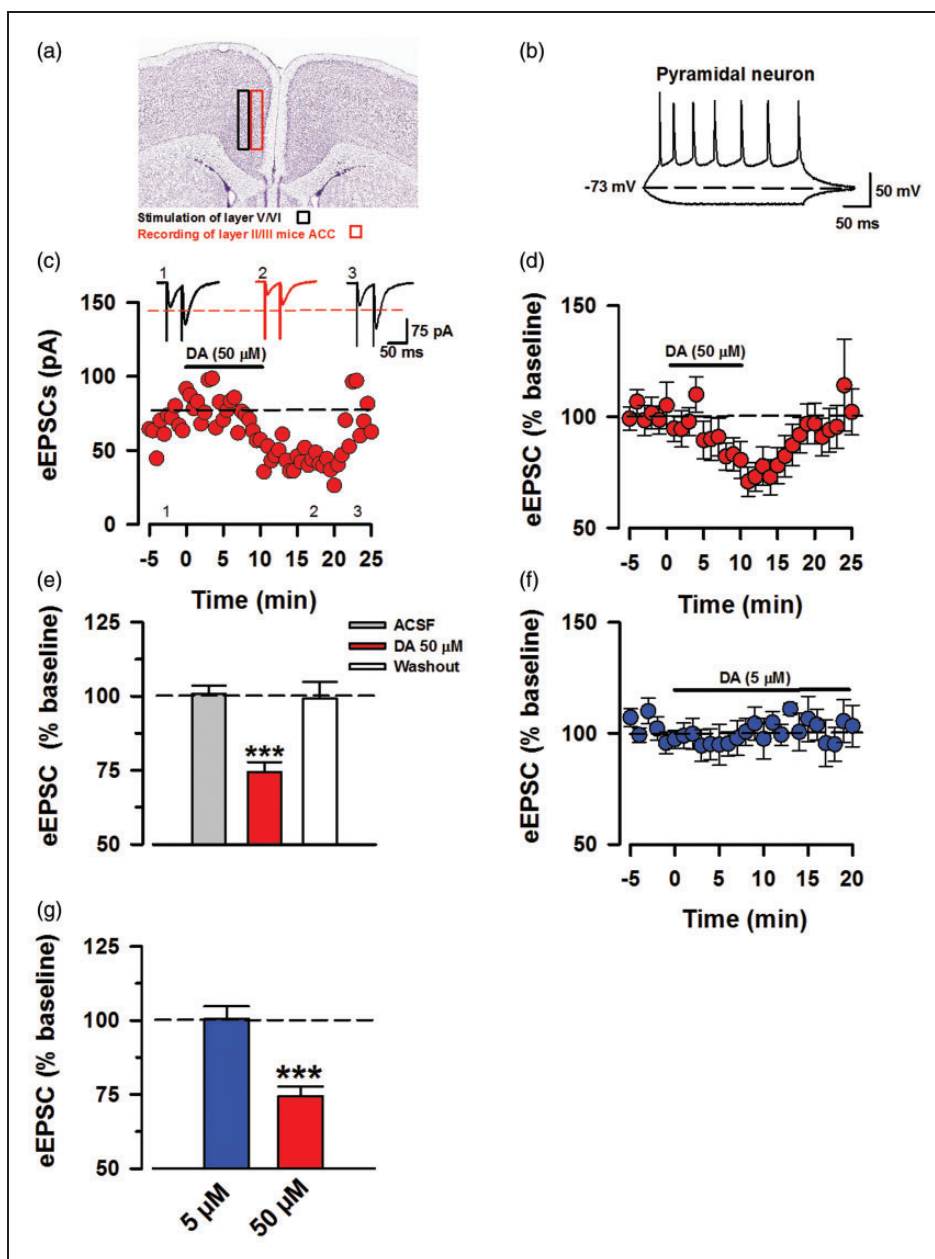 (a)
Stimulation of layer V/VI
Recording of layer II/III mice ACC
(b)
Pyramidal neuron
-73 mV
50 mV
50 ms
(c)
1
2
3
75 pA
50 ms
DA (50 μM)
eEPSCs (pA)
150
100
50
0
1
2
3
-5 0 5 10 15 20 25
Time (min)
(d)
DA (50 μM)
eEPSC (% baseline)
150
100
50
-5 0 5 10 15 20 25
Time (min)
(e)
eEPSC (% baseline)
125
100
75
50
***
ACSF
DA 50 μM
Washout
(f)
DA (5 μM)
eEPSC (% baseline)
150
100
50
-5 0 5 10 15 20
Time (min)
(g)
eEPSC (% baseline)
125
100
75
50
***
5 μM
50 μM